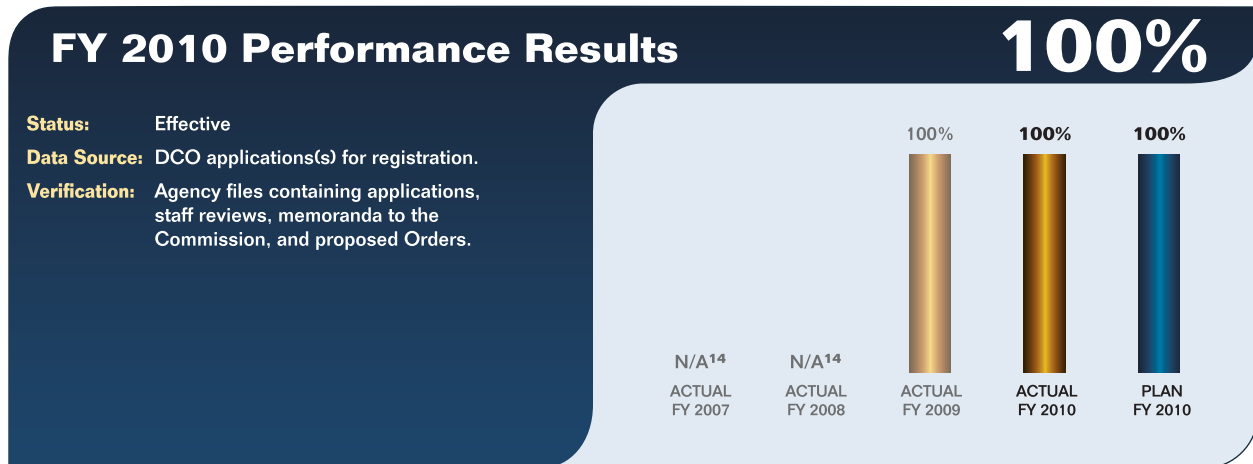 FY 2010 Performance Results
100%
Status: Effective
Data Source: DCO applications(s) for registration.
Verification: Agency files containing applications,
staff reviews, memoranda to the
Commission, and proposed Orders.
100% 100% 100%
N/A¹⁴ N/A¹⁴
ACTUAL ACTUAL ACTUAL ACTUAL PLAN
FY 2007 FY 2008 FY 2009 FY 2010 FY 2010